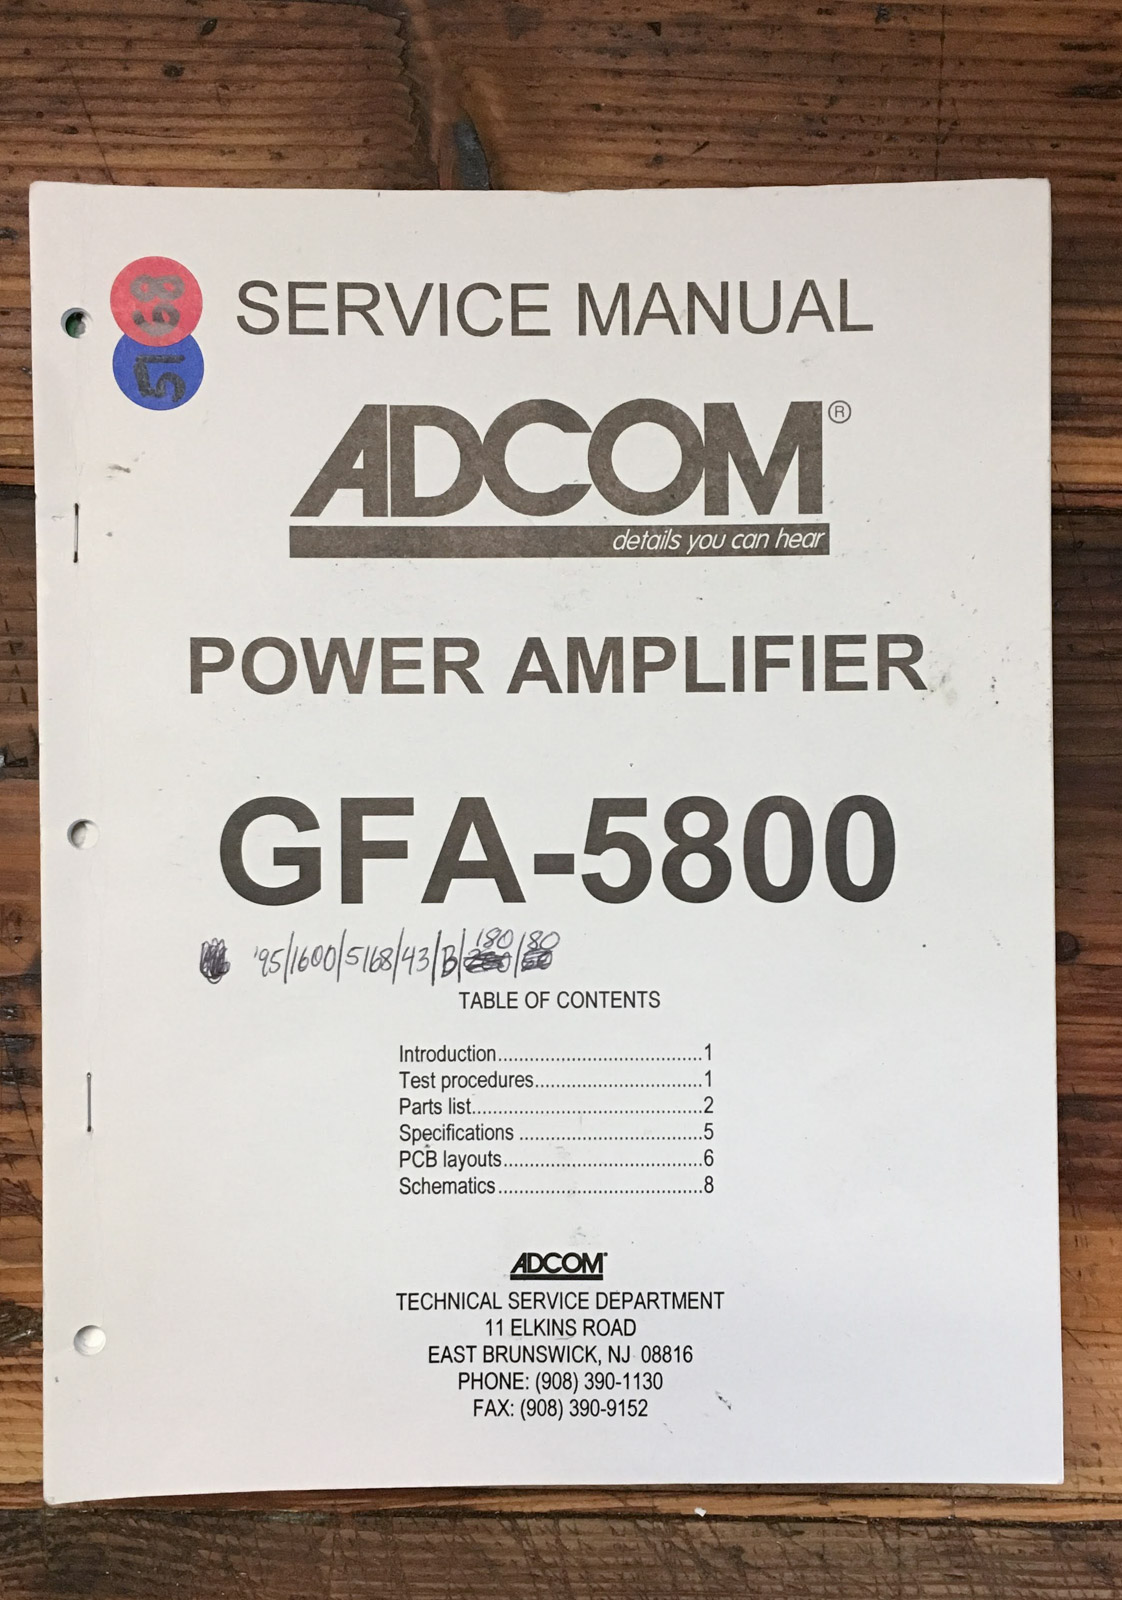 68
51
SERVICE MANUAL
ADCOM®
details you can hear
POWER AMPLIFIER
GFA-5800
'95/1600/5168/43/B/180/80
TABLE OF CONTENTS
Introduction.......................................1
Test procedures................................1
Parts list............................................2
Specifications ...................................5
PCB layouts......................................6
Schematics.......................................8
ADCOM®
TECHNICAL SERVICE DEPARTMENT
11 ELKINS ROAD
EAST BRUNSWICK, NJ 08816
PHONE: (908) 390-1130
FAX: (908) 390-9152